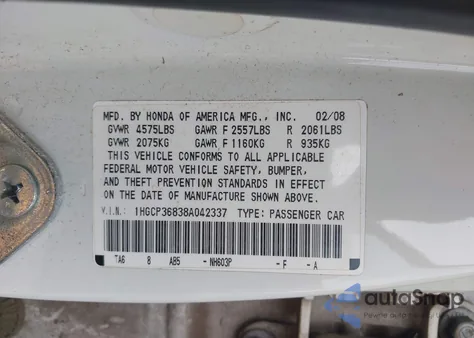 MFD. BY HONDA OF AMERICA MFG., INC. 02/08
GVWR 4575LBS GAWR F 2557LBS R 2061LBS
GVWR 2075KG GAWR F 1160KG R 935KG
THIS VEHICLE CONFORMS TO ALL APPLICABLE
FEDERAL MOTOR VEHICLE SAFETY, BUMPER,
AND THEFT PREVENTION STANDARDS IN EFFECT
ON THE DATE OF MANUFACTURE SHOWN ABOVE.
V.I.N.: 1HGCP36838A042337 TYPE: PASSENGER CAR
TA6 8 AB5 -NH603P -F -A
autoSnap